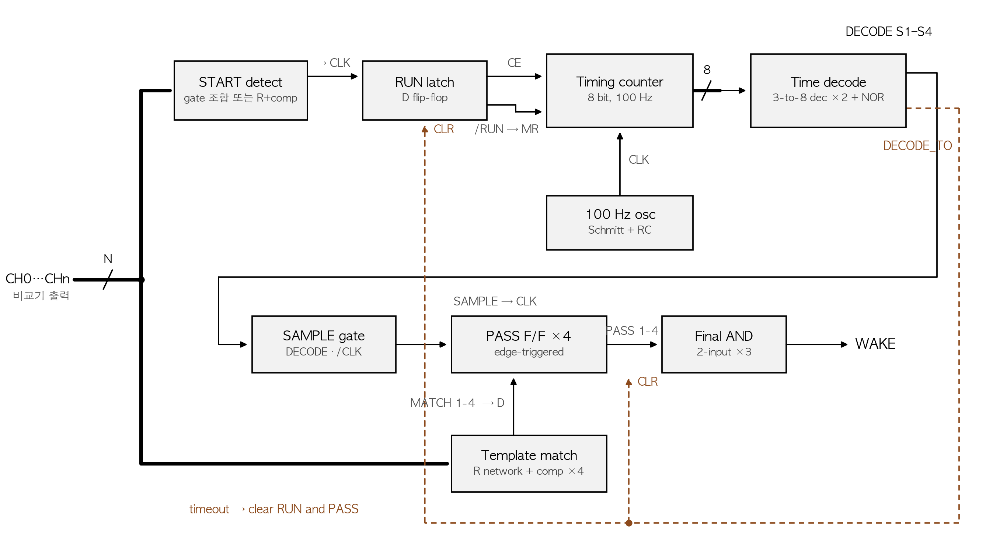 DECODE S1–S4
START detect
gate 조합 또는 R+comp
→ CLK
RUN latch
D flip-flop
CE
/RUN → MR
CLR
Timing counter
8 bit, 100 Hz
8
Time decode
3-to-8 dec ×2 + NOR
DECODE_TO
CLK
100 Hz osc
Schmitt + RC
N
CH0⋯CHn
비교기 출력
SAMPLE → CLK
SAMPLE gate
DECODE · /CLK
PASS F/F ×4
edge-triggered
PASS 1-4
Final AND
2-input ×3
WAKE
CLR
MATCH 1-4 → D
Template match
R network + comp ×4
timeout → clear RUN and PASS